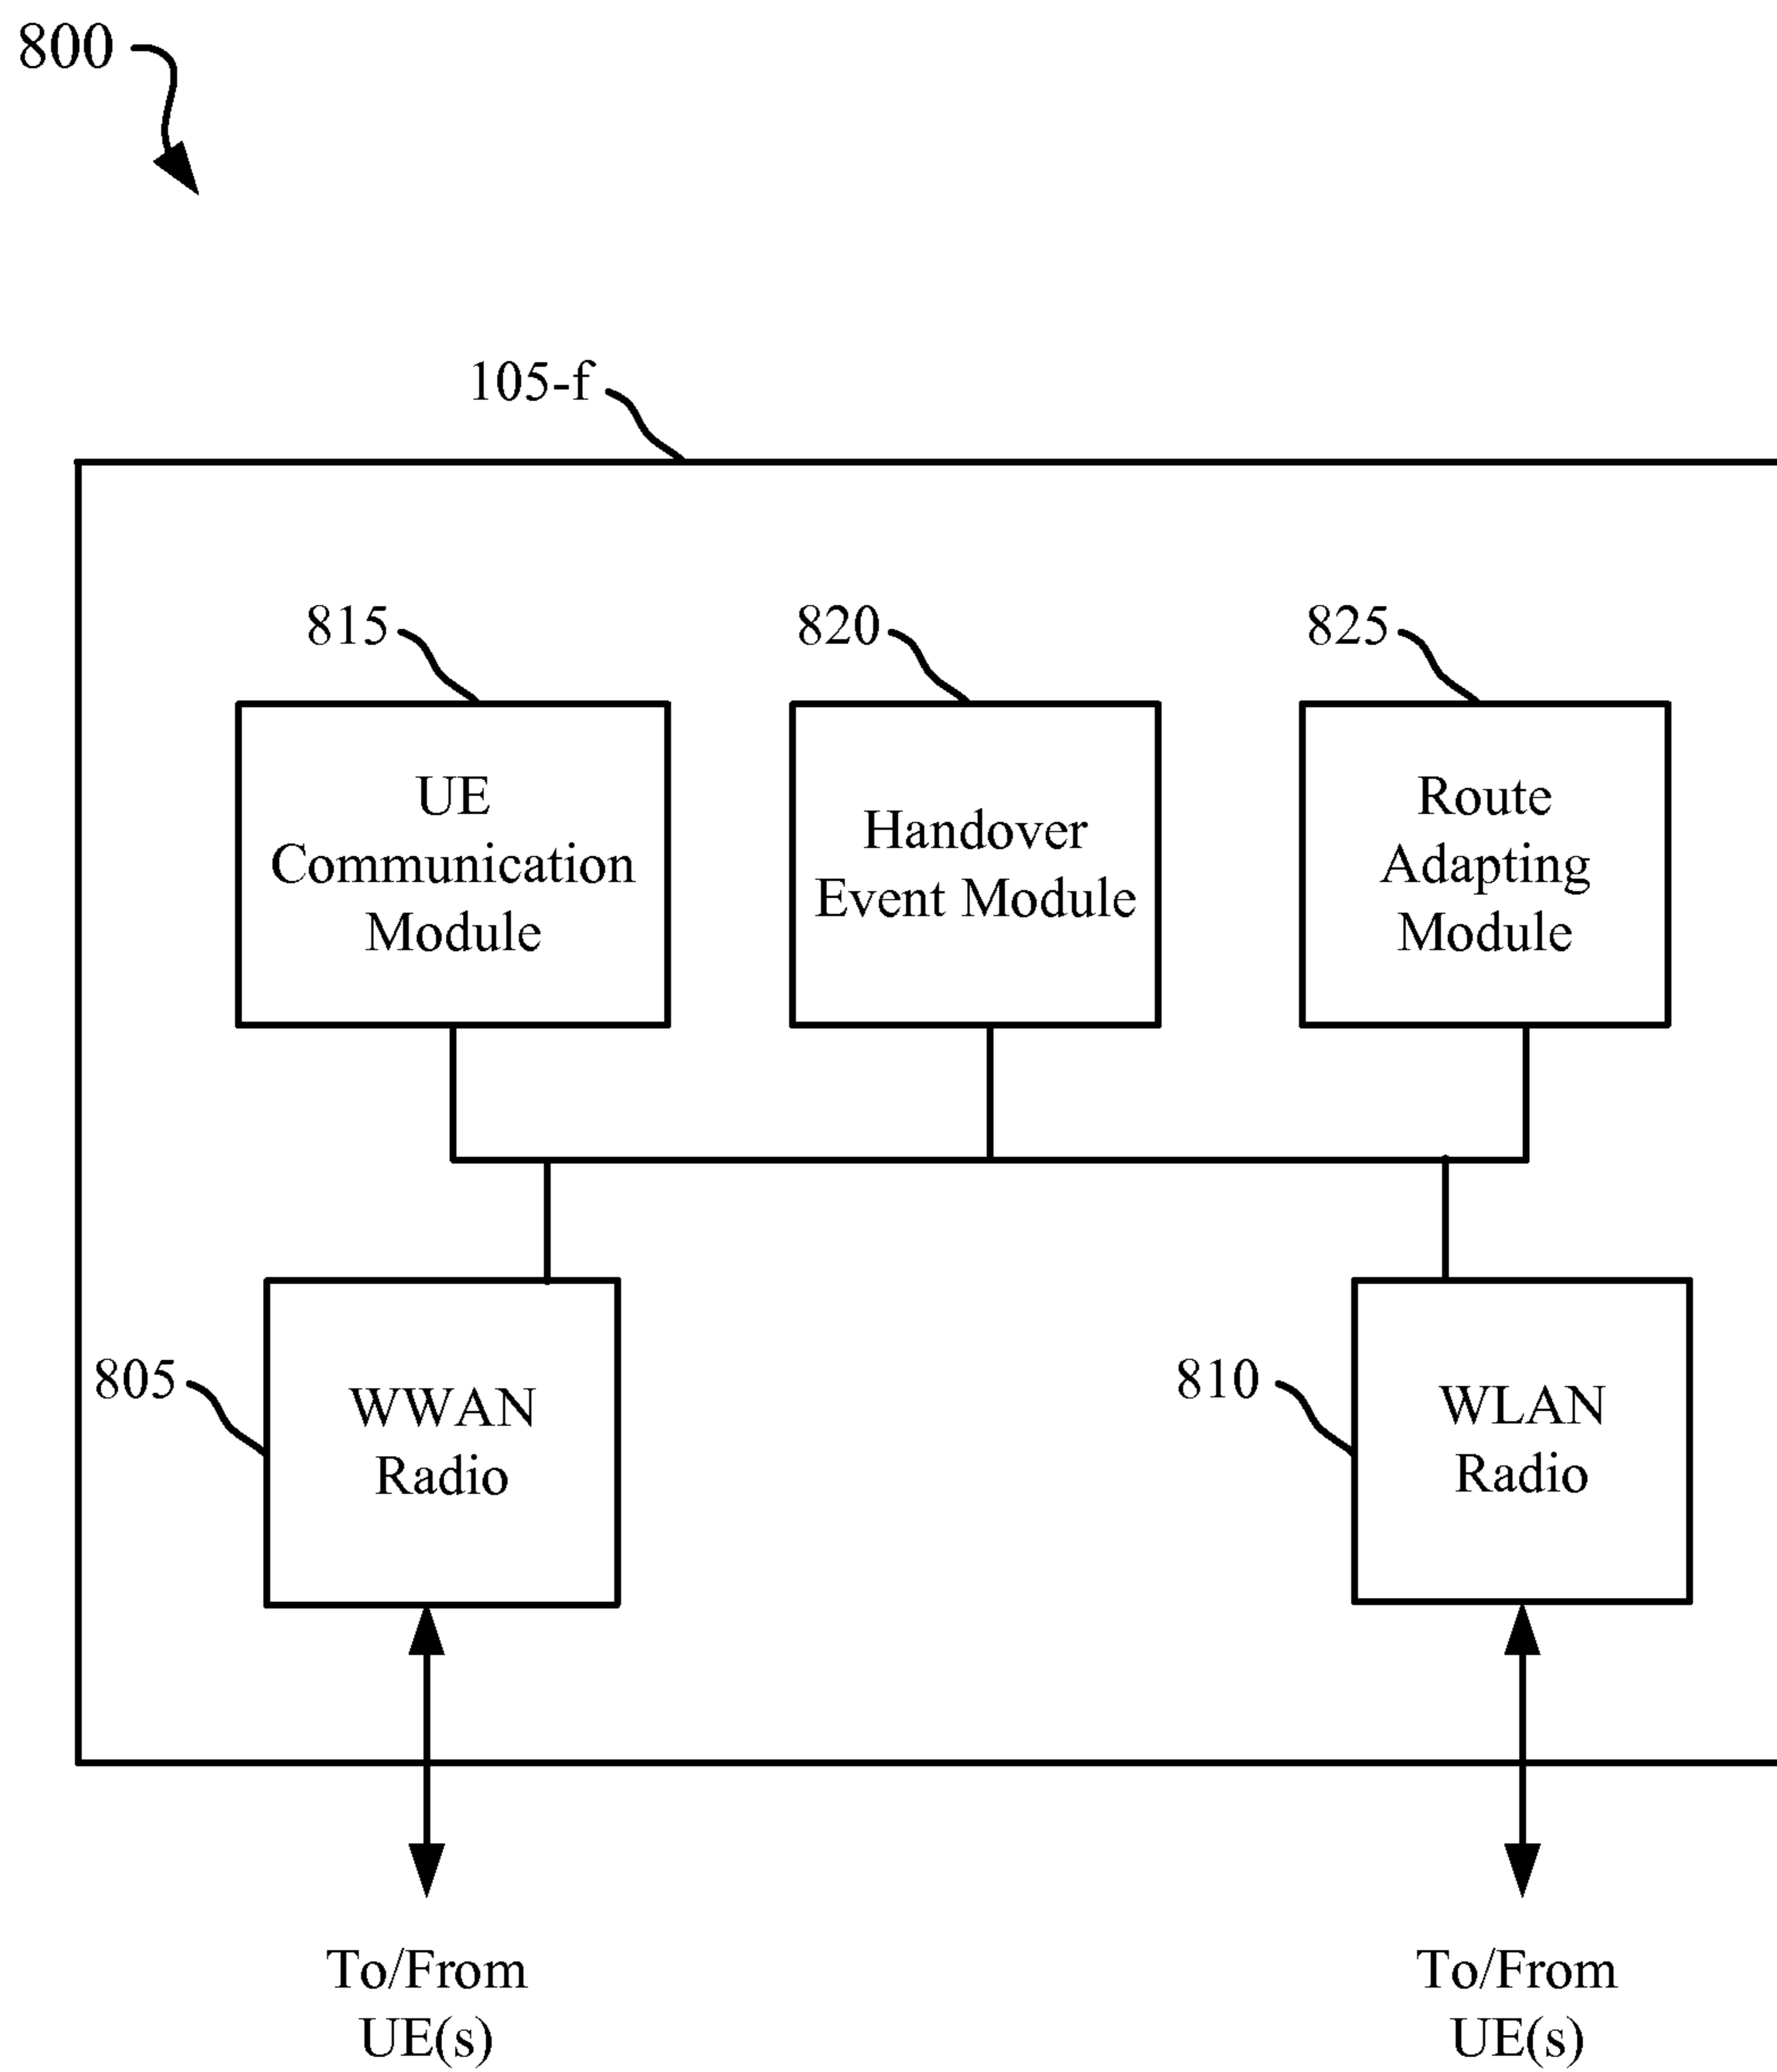 800
105-f
815
820
825
UE
Communication
Module
Handover
Event Module
Route
Adapting
Module
805
WWAN
Radio
810
WLAN
Radio
To/From
UE(s)
To/From
UE(s)